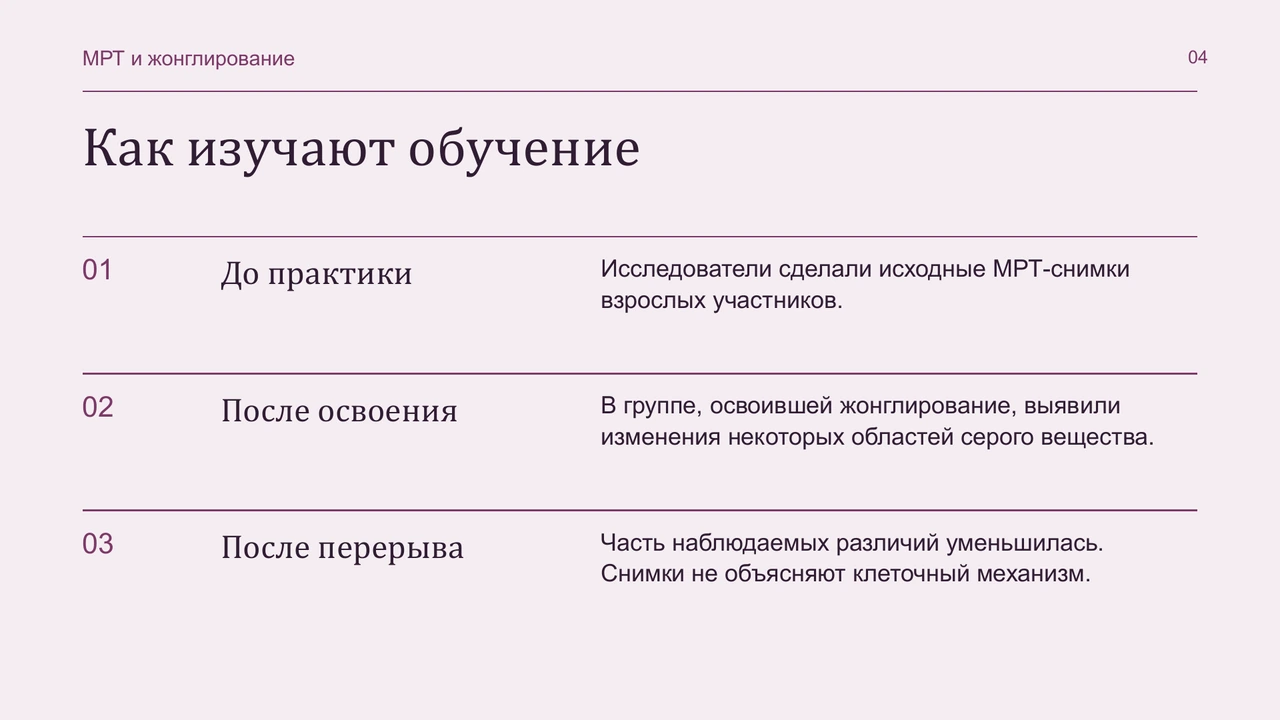 МРТ и жонглирование
04
Как изучают обучение
01
До практики
Исследователи сделали исходные МРТ-снимки
взрослых участников.
02
После освоения
В группе, освоившей жонглирование, выявили
изменения некоторых областей серого вещества.
03
После перерыва
Часть наблюдаемых различий уменьшилась.
Снимки не объясняют клеточный механизм.